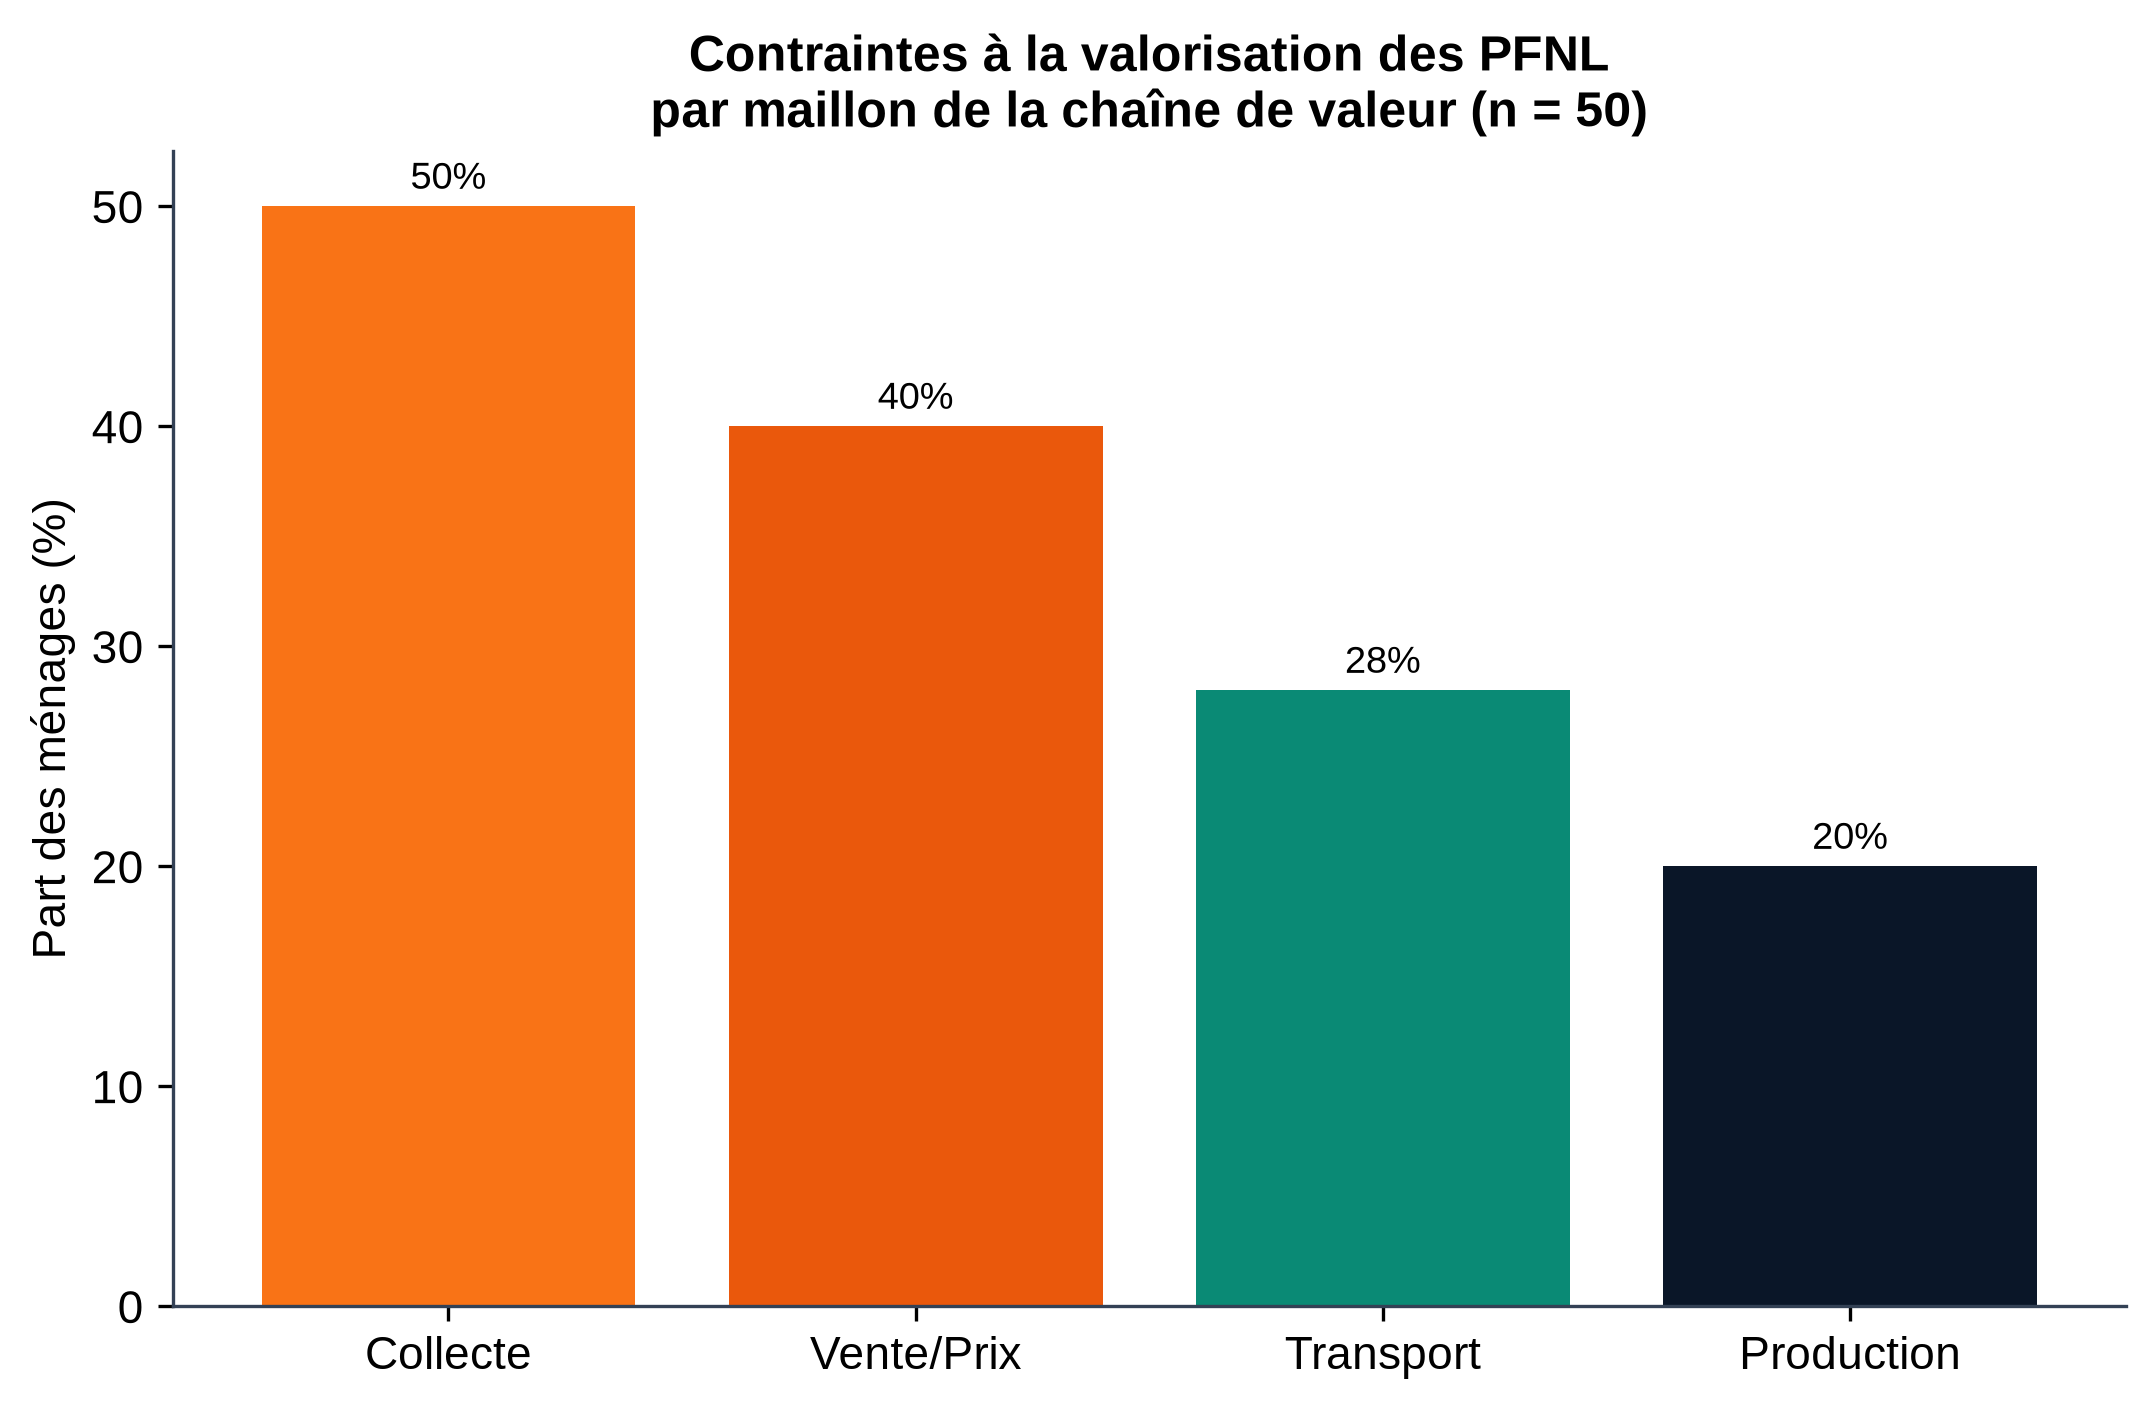 Contraintes à la valorisation des PFNL
par maillon de la chaîne de valeur (n = 50)
Part des ménages (%)
50
40
30
20
10
0
50%
40%
28%
20%
Collecte
Vente/Prix
Transport
Production